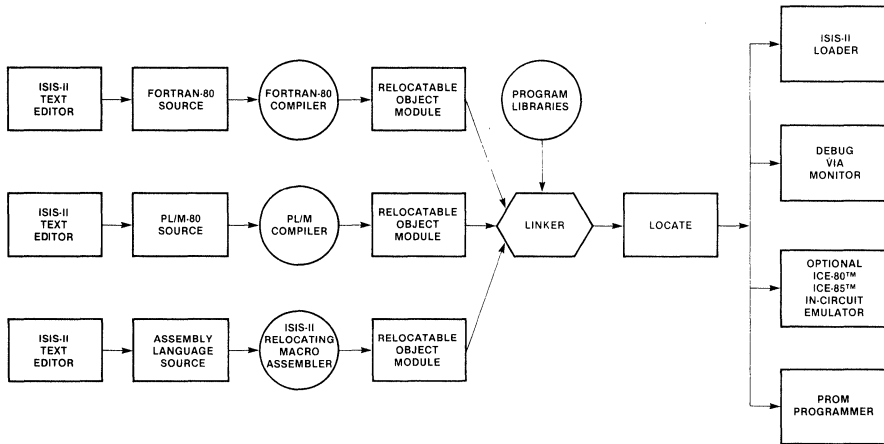 ISIS-II
TEXT
EDITOR
FORTRAN-80
SOURCE
FORTRAN-80
COMPILER
RELOCATABLE
OBJECT
MODULE
PROGRAM
LIBRARIES
ISIS-II
TEXT
EDITOR
PL/M-80
SOURCE
PL/M
COMPILER
RELOCATABLE
OBJECT
MODULE
LINKER
LOCATE
ISIS-II
TEXT
EDITOR
ASSEMBLY
LANGUAGE
SOURCE
ISIS-II
RELOCATING
MACRO
ASSEMBLER
RELOCATABLE
OBJECT
MODULE
ISIS-II
LOADER
DEBUG
VIA
MONITOR
OPTIONAL
ICE-80™
ICE-85™
IN-CIRCUIT
EMULATOR
PROM
PROGRAMMER